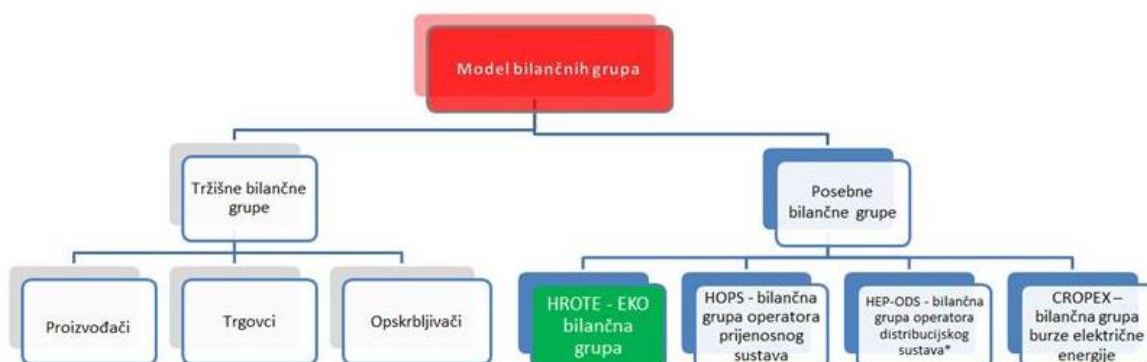 Model bilančnih grupa
Tržišne bilančne
grupe
Posebne
bilančne grupe
Proizvođači
Trgovci
Opskrbljivači
HROTE - EKO
bilančna
grupa
HOPS - bilančna
grupa operatora
prijenosnog
sustava
HEP-ODS - bilančna
grupa operatora
distribucijskog
sustava*
CROPEX –
bilančna grupa
burze električne
energije